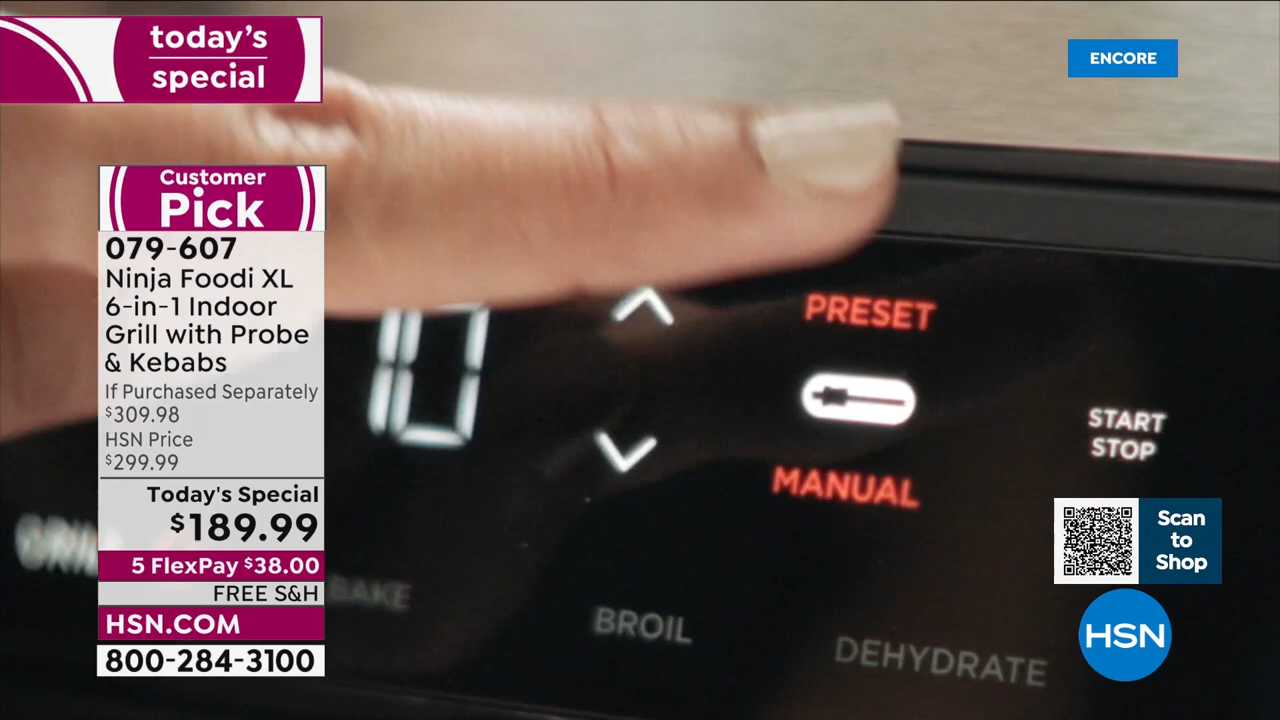 today's
special
ENCORE
Customer
Pick
079-607
Ninja Foodi XL
6-in-1 Indoor
Grill with Probe
& Kebabs
If Purchased Separately
$309.98
HSN Price
$299.99
Today's Special
$189.99
5 FlexPay $38.00
FREE S&H
HSN.COM
800-284-3100
10
PRESET
MANUAL
START
STOP
GRILL
BAKE
BROIL
DEHYDRATE
Scan
to
Shop
HSN